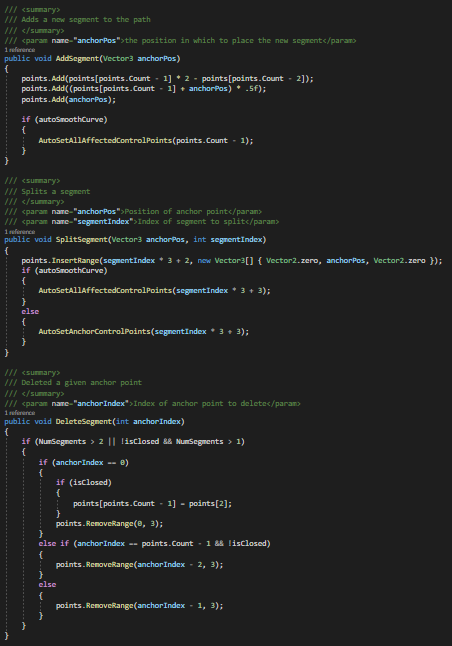 /// <summary>
/// Adds a new segment to the path
/// </summary>
/// <param name="anchorPos">the position in which to place the new segment</param>
1 reference
public void AddSegment(Vector3 anchorPos)
{
points.Add(points[points.Count - 1] * 2 - points[points.Count - 2]);
points.Add((points[points.Count - 1] + anchorPos) * .5f);
points.Add(anchorPos);
if (autoSmoothCurve)
{
AutoSetAllAffectedControlPoints(points.Count - 1);
}
}
/// <summary>
/// Splits a segment
/// </summary>
/// <param name="anchorPos">Position of anchor point</param>
/// <param name="segmentIndex">Index of segment to split</param>
1 reference
public void SplitSegment(Vector3 anchorPos, int segmentIndex)
{
points.InsertRange(segmentIndex * 3 + 2, new Vector3[] { Vector2.zero, anchorPos, Vector2.zero });
if (autoSmoothCurve)
{
AutoSetAllAffectedControlPoints(segmentIndex * 3 + 3);
}
else
{
AutoSetAnchorControlPoints(segmentIndex * 3 + 3);
}
}
/// <summary>
/// Deleted a given anchor point
/// </summary>
/// <param name="anchorIndex">Index of anchor point to delete</param>
1 reference
public void DeleteSegment(int anchorIndex)
{
if (NumSegments > 2 || !isClosed && NumSegments > 1)
{
if (anchorIndex == 0)
{
if (isClosed)
{
points[points.Count - 1] = points[2];
}
points.RemoveRange(0, 3);
}
else if (anchorIndex == points.Count - 1 && !isClosed)
{
points.RemoveRange(anchorIndex - 2, 3);
}
else
{
points.RemoveRange(anchorIndex - 1, 3);
}
}
}